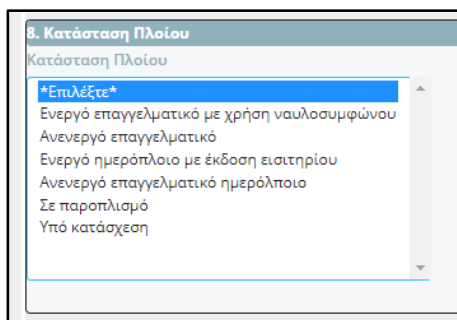 8. Κατάσταση Πλοίου
Κατάσταση Πλοίου
*Επιλέξτε*
Ενεργό επαγγελματικό με χρήση ναυλοσυμφώνου
Ανενεργό επαγγελματικό
Ενεργό ημερόπλοιο με έκδοση εισιτηρίου
Ανενεργό επαγγελματικό ημερόλποιο
Σε παροπλισμό
Υπό κατάσχεση